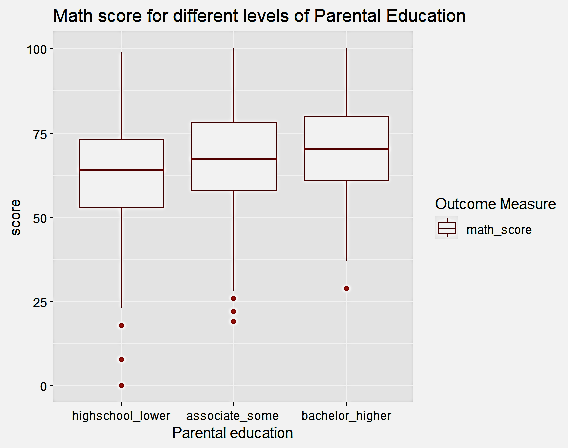 Math score for different levels of Parental Education
100
75
50
25
0
score
highschool_lower associate_some bachelor_higher
Parental education
Outcome Measure
math_score